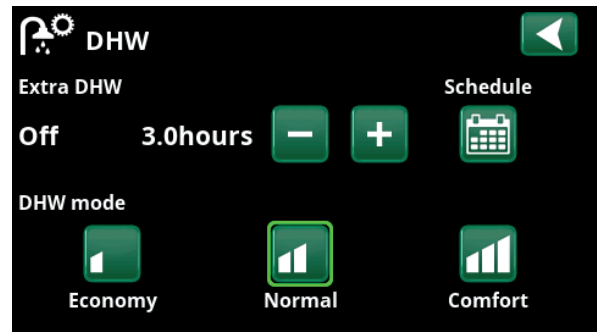 DHW
Extra DHW Schedule
Off 3.0hours
DHW mode
Economy Normal Comfort